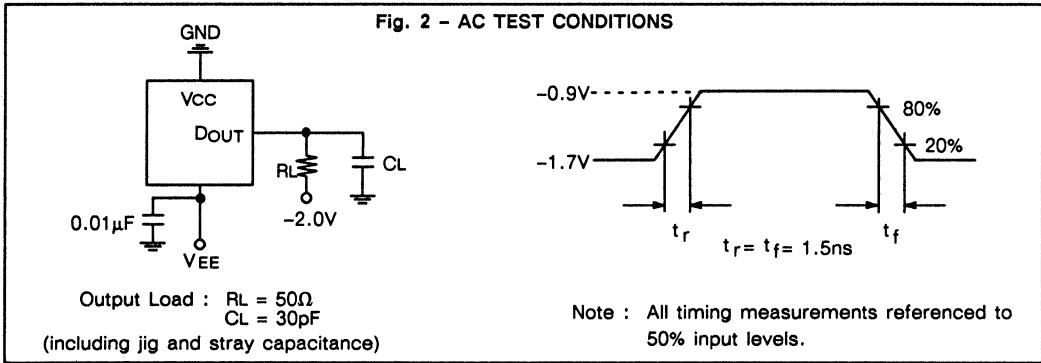 Fig. 2 – AC TEST CONDITIONS
GND
VCC
DOUT
RL
CL
-2.0V
0.01μF
VEE
Output Load : RL = 50Ω
CL = 30pF
(including jig and stray capacitance)
-0.9V
80%
20%
-1.7V
tr
tf
tr = tf = 1.5ns
Note : All timing measurements referenced to
50% input levels.